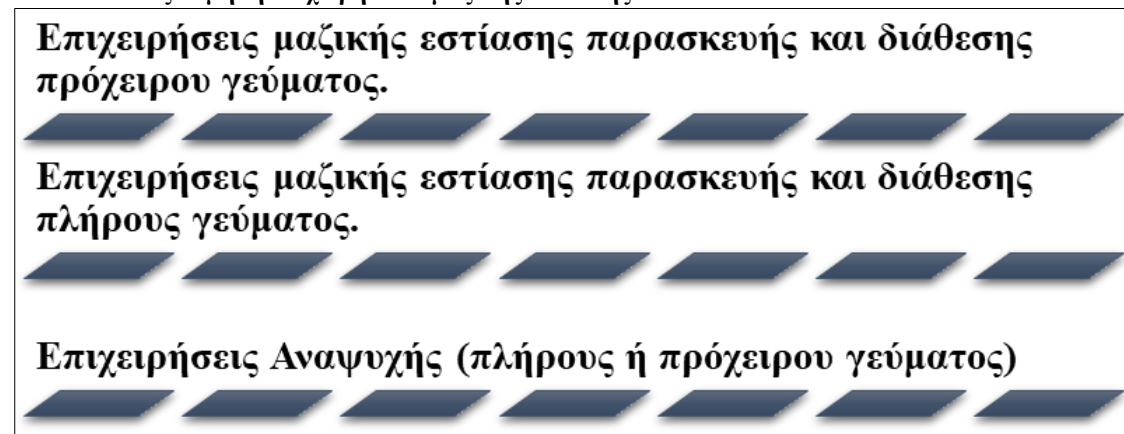 Επιχειρήσεις μαζικής εστίασης παρασκευής και διάθεσης
πρόχειρου γεύματος.
Επιχειρήσεις μαζικής εστίασης παρασκευής και διάθεσης
πλήρους γεύματος.
Επιχειρήσεις Αναψυχής (πλήρους ή πρόχειρου γεύματος)